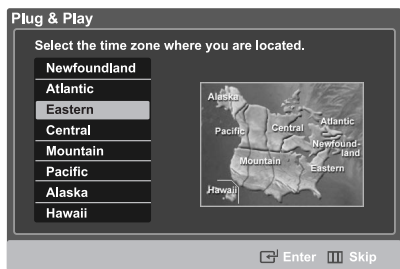 Plug & Play
Select the time zone where you are located.
Newfoundland
Atlantic
Eastern
Central
Mountain
Pacific
Alaska
Hawaii
Alaska
Pacific
Central
Atlantic
Newfound-
land
Mountain
Eastern
Hawaii
Enter
Skip